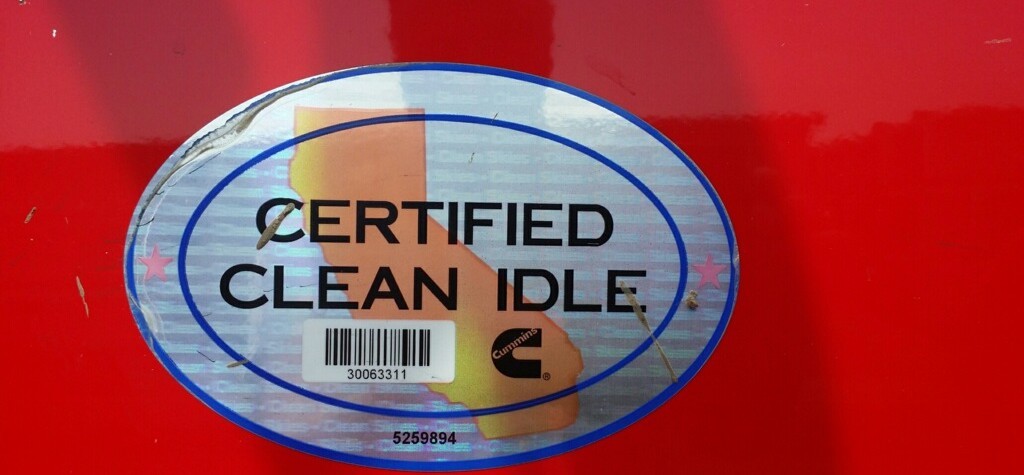 CERTIFIED
CLEAN IDLE
30063311
Cummins
®
5259894